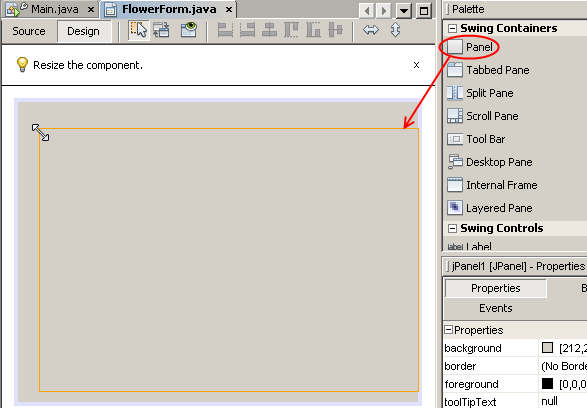 Main.java x FlowerForm.java x
Source Design
Resize the component. x
Palette
Swing Containers
Panel
Tabbed Pane
Split Pane
Scroll Pane
Tool Bar
Desktop Pane
Internal Frame
Layered Pane
Swing Controls
label Label
jPanel1 [JPanel] - Properties
Properties B
Events
Properties
background [212,2
border (No Borde
foreground [0,0,0
toolTipText null